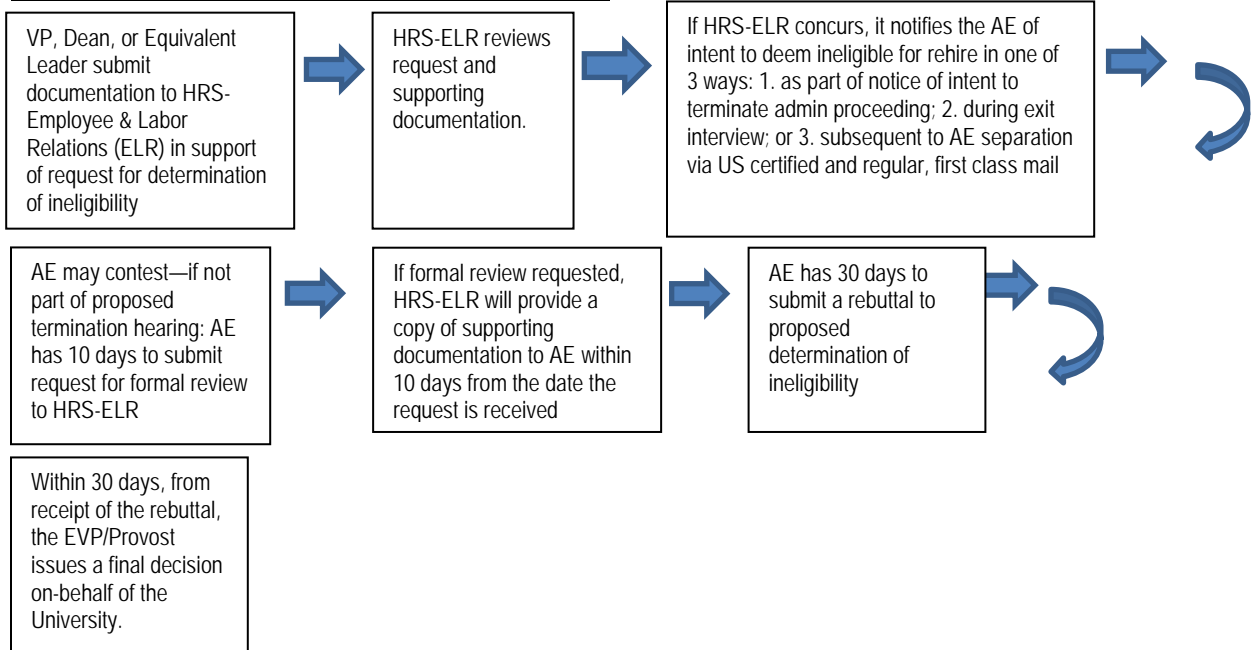 VP, Dean, or Equivalent
Leader submit
documentation to HRS-
Employee & Labor
Relations (ELR) in support
of request for determination
of ineligibility
HRS-ELR reviews
request and
supporting
documentation.
If HRS-ELR concurs, it notifies the AE of
intent to deem ineligible for rehire in one of
3 ways: 1. as part of notice of intent to
terminate admin proceeding; 2. during exit
interview; or 3. subsequent to AE separation
via US certified and regular, first class mail
AE may contest—if not
part of proposed
termination hearing: AE
has 10 days to submit
request for formal review
to HRS-ELR
If formal review requested,
HRS-ELR will provide a
copy of supporting
documentation to AE within
10 days from the date the
request is received
AE has 30 days to
submit a rebuttal to
proposed
determination of
ineligibility
Within 30 days, from
receipt of the rebuttal,
the EVP/Provost
issues a final decision
on-behalf of the
University.